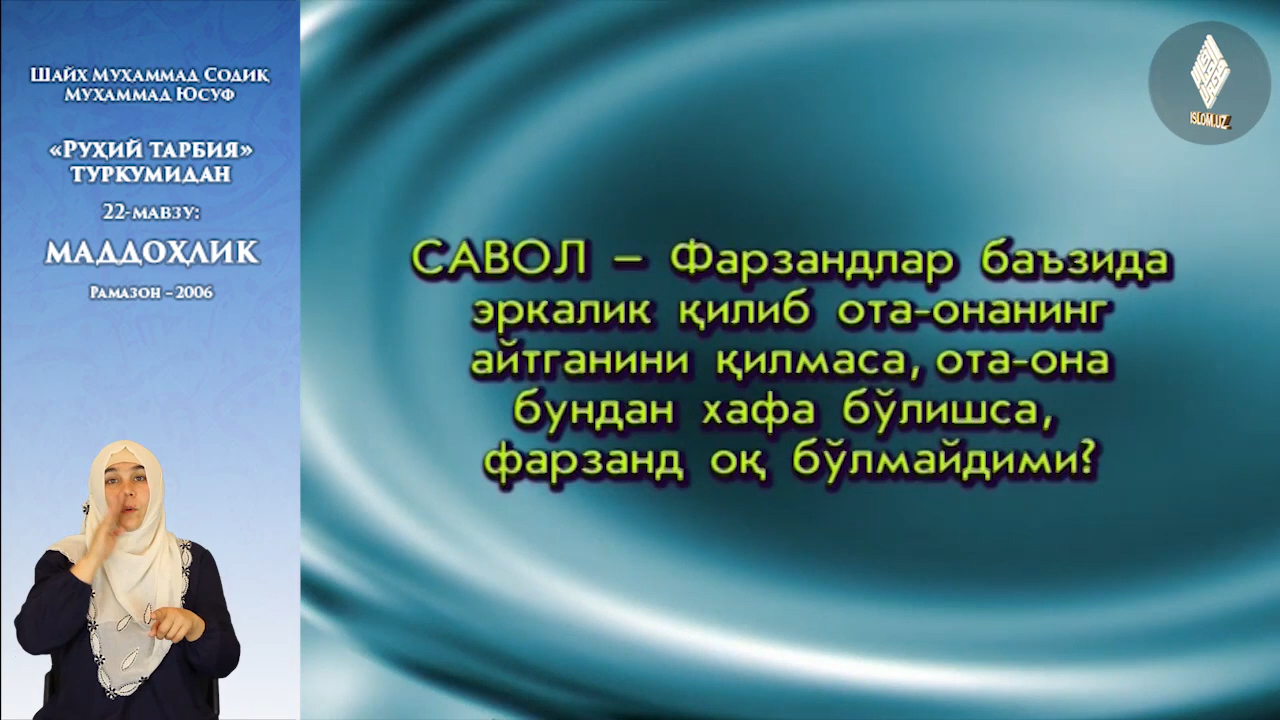 Шайх Муҳаммад Содиқ
Муҳаммад Юсуф
«Руҳий тарбия»
туркумидан
22-мавзу:
МАДДОҲЛИК
Рамазон – 2006
ISLOM.UZ
САВОЛ – Фарзандлар баъзида
эркалик қилиб ота-онанинг
айтганини қилмаса, ота-она
бундан хафа бўлишса,
фарзанд оқ бўлмайдими?